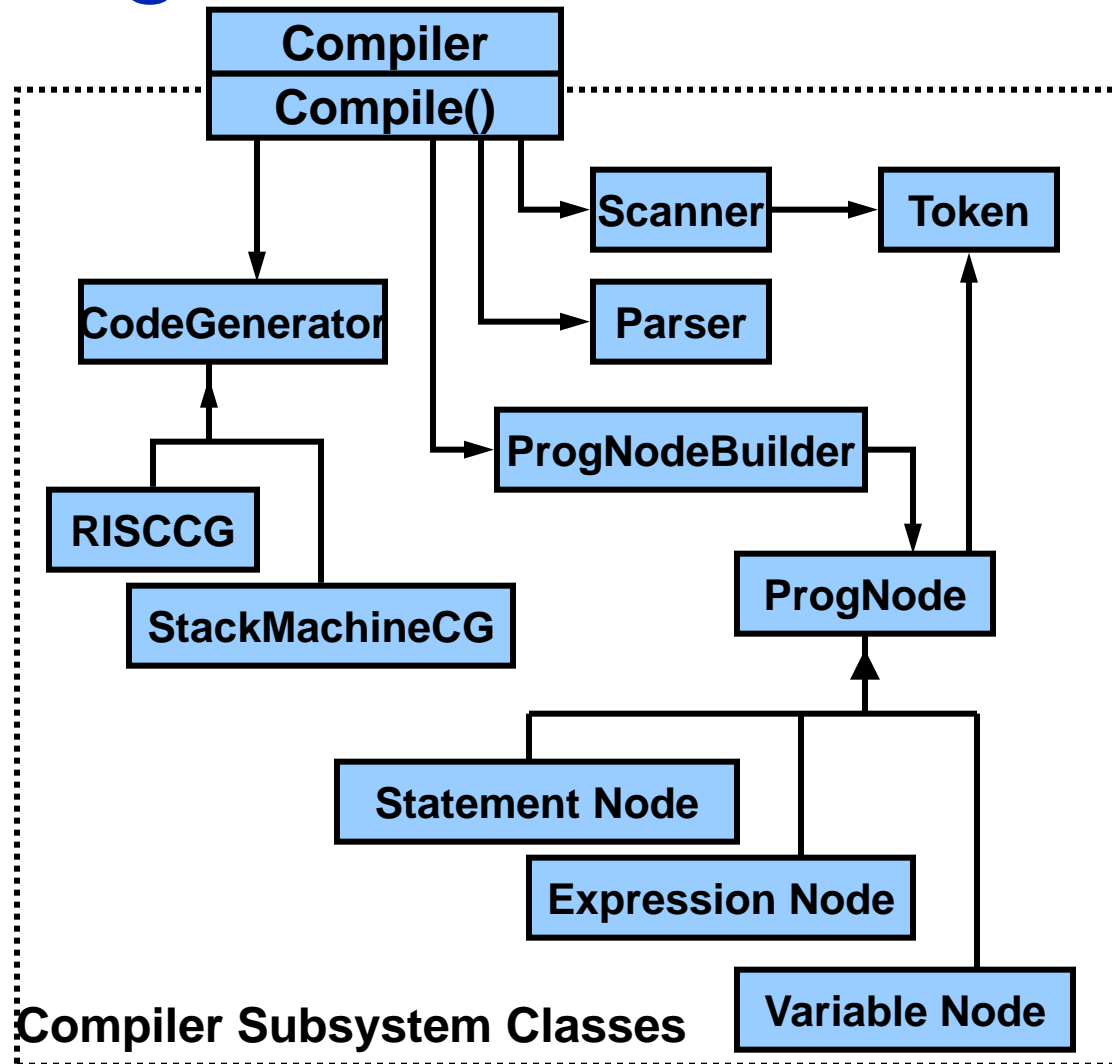 Compiler
Compile()
Scanner
Token
CodeGenerator
Parser
ProgNodeBuilder
RISCCG
ProgNode
StackMachineCG
Statement Node
Expression Node
Variable Node
Compiler Subsystem Classes